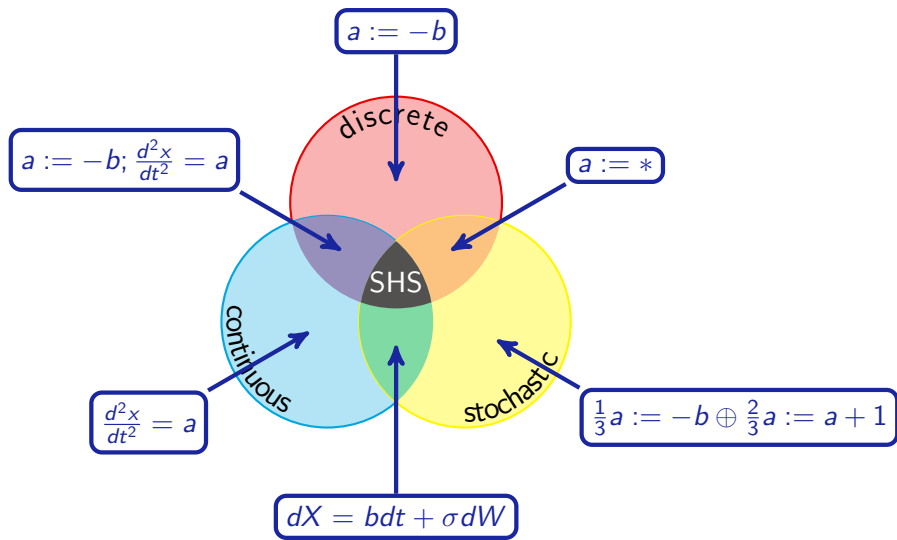 a := −b
discrete
a := −b; d²x/dt² = a
a := ∗
SHS
continuous
stochastic
d²x/dt² = a
1/3 a := −b ⊕ 2/3 a := a + 1
dX = bdt + σdW